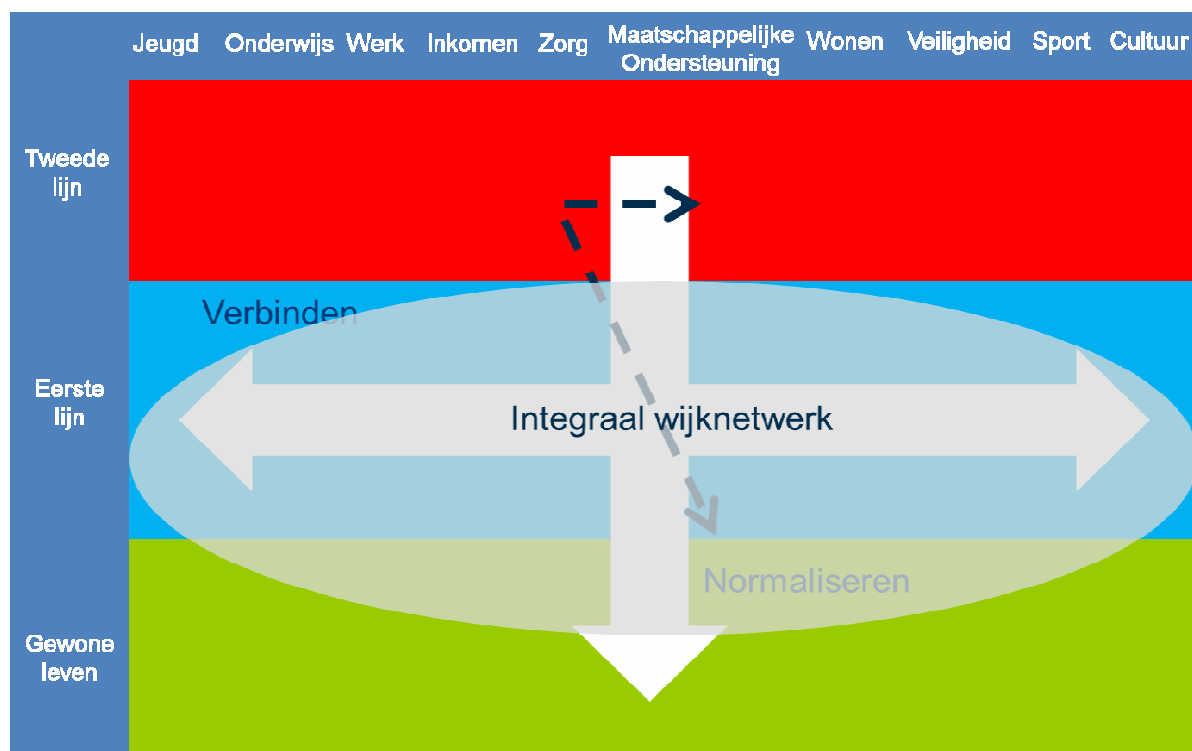 Jeugd Onderwijs Werk Inkomen Zorg Maatschappelijke Ondersteuning Wonen Veiligheid Sport Cultuur
Tweede
lijn
Verbinden
Eerste
lijn
Integraal wijknetwerk
Normaliseren
Gewone
leven